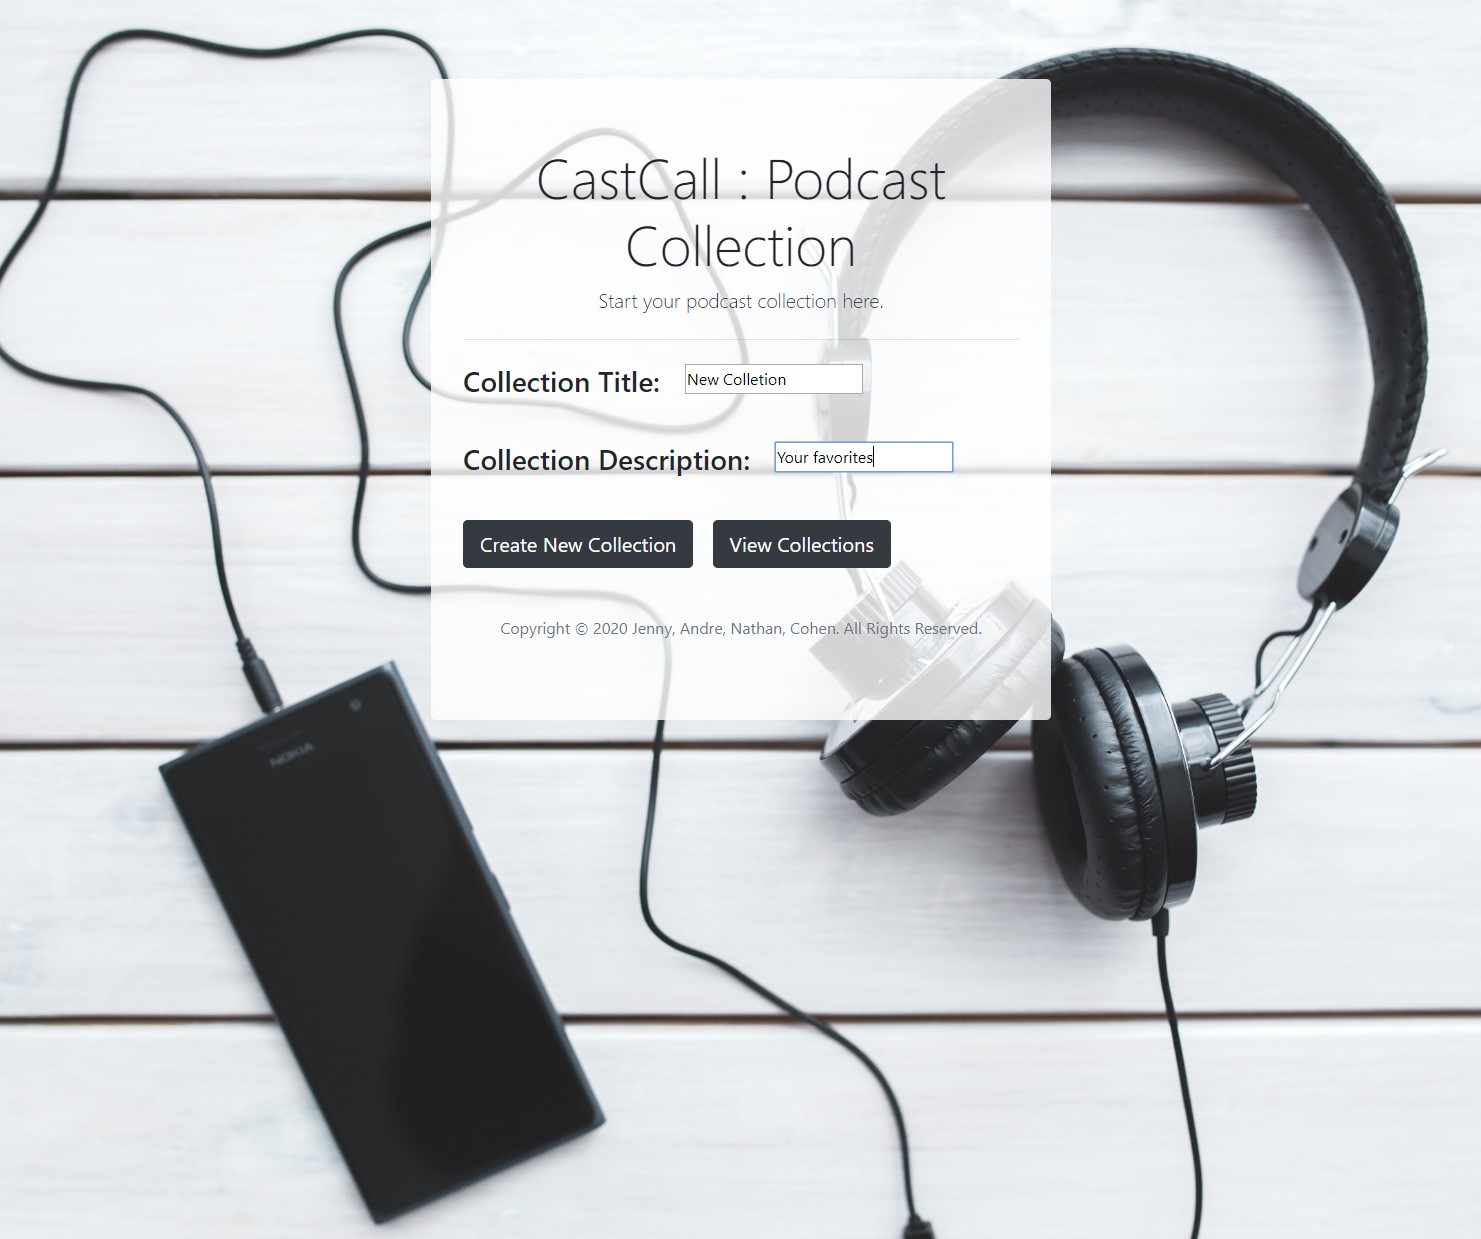 CastCall : Podcast
Collection
Start your podcast collection here.
Collection Title: New Colletion
Collection Description: Your favorites
Create New Collection View Collections
Copyright © 2020 Jenny, Andre, Nathan, Cohen. All Rights Reserved.
NOKIA